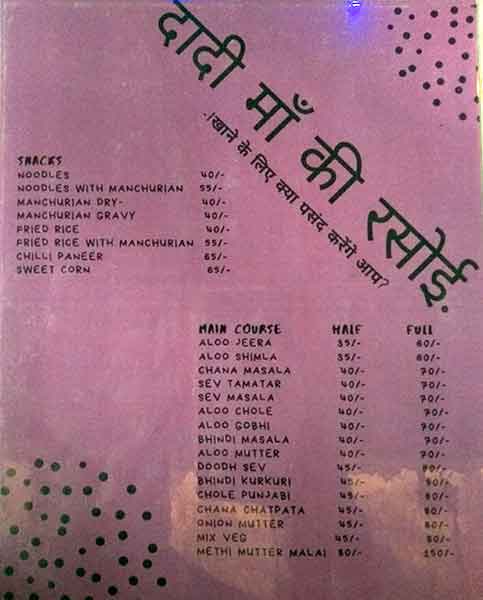 दादी माँ की रसोई.
.।खाने के लिए क्या पसंद करेंगे आप?
SNACKS
NOODLES 40/-
NOODLES WITH MANCHURIAN 55/-
MANCHURIAN DRY- 40/-
MANCHURIAN GRAVY 40/-
FRIED RICE 40/-
FRIED RICE WITH MANCHURIAN 55/-
CHILLI PANEER 65/-
SWEET CORN 65/-
MAIN COURSE HALF FULL
ALOO JEERA 35/- 60/-
ALOO SHIMLA 35/- 60/-
CHANA MASALA 40/- 70/-
SEV TAMATAR 40/- 70/-
SEV MASALA 40/- 70/-
ALOO CHOLE 40/- 70/-
ALOO GOBHI 40/- 70/-
BHINDI MASALA 40/- 70/-
ALOO MUTTER 40/- 70/-
DOODH SEV 45/- 80/-
BHINDI KURKURI 45/- 80/-
CHOLE PUNJABI 45/- 80/-
CHANA CHATPATA 45/- 80/-
ONION MUTTER 45/- 80/-
MIX VEG 45/- 80/-
METHI MUTTER MALAI 80/- 150/-